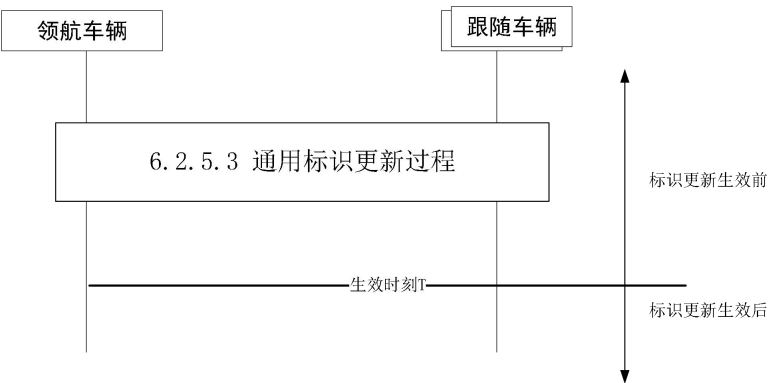 领航车辆
跟随车辆
6.2.5.3 通用标识更新过程
标识更新生效前
生效时刻T
标识更新生效后